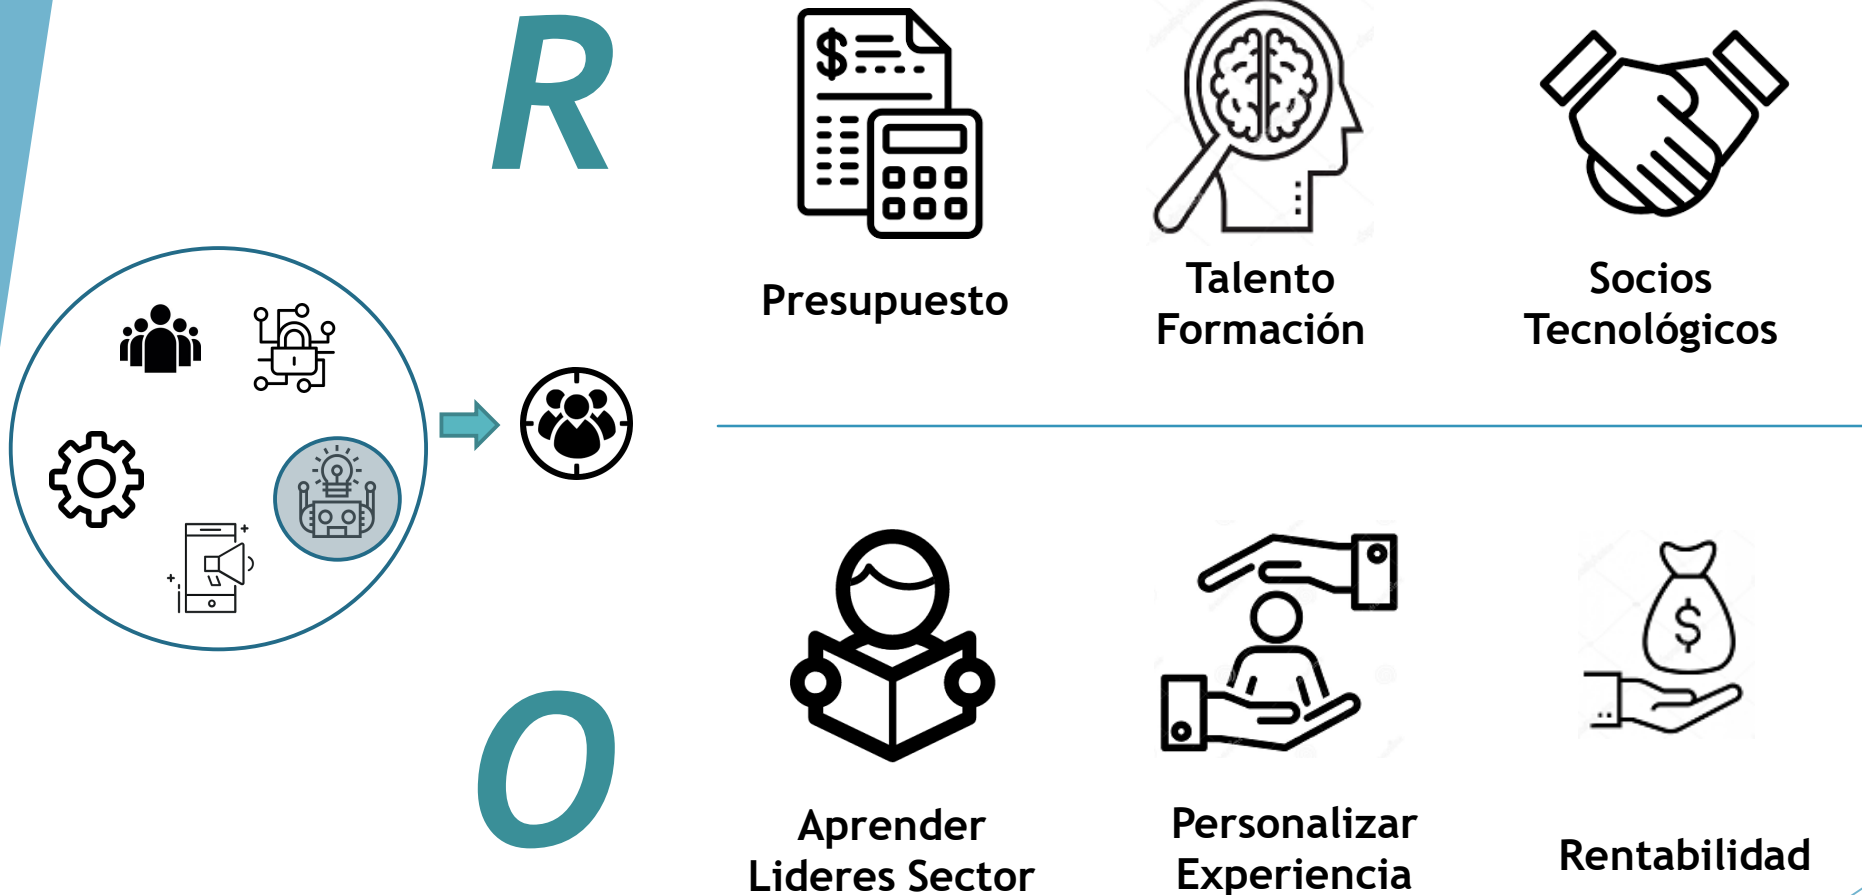 R
Presupuesto
Talento
Formación
Socios
Tecnológicos
O
Aprender
Lideres Sector
Personalizar
Experiencia
Rentabilidad